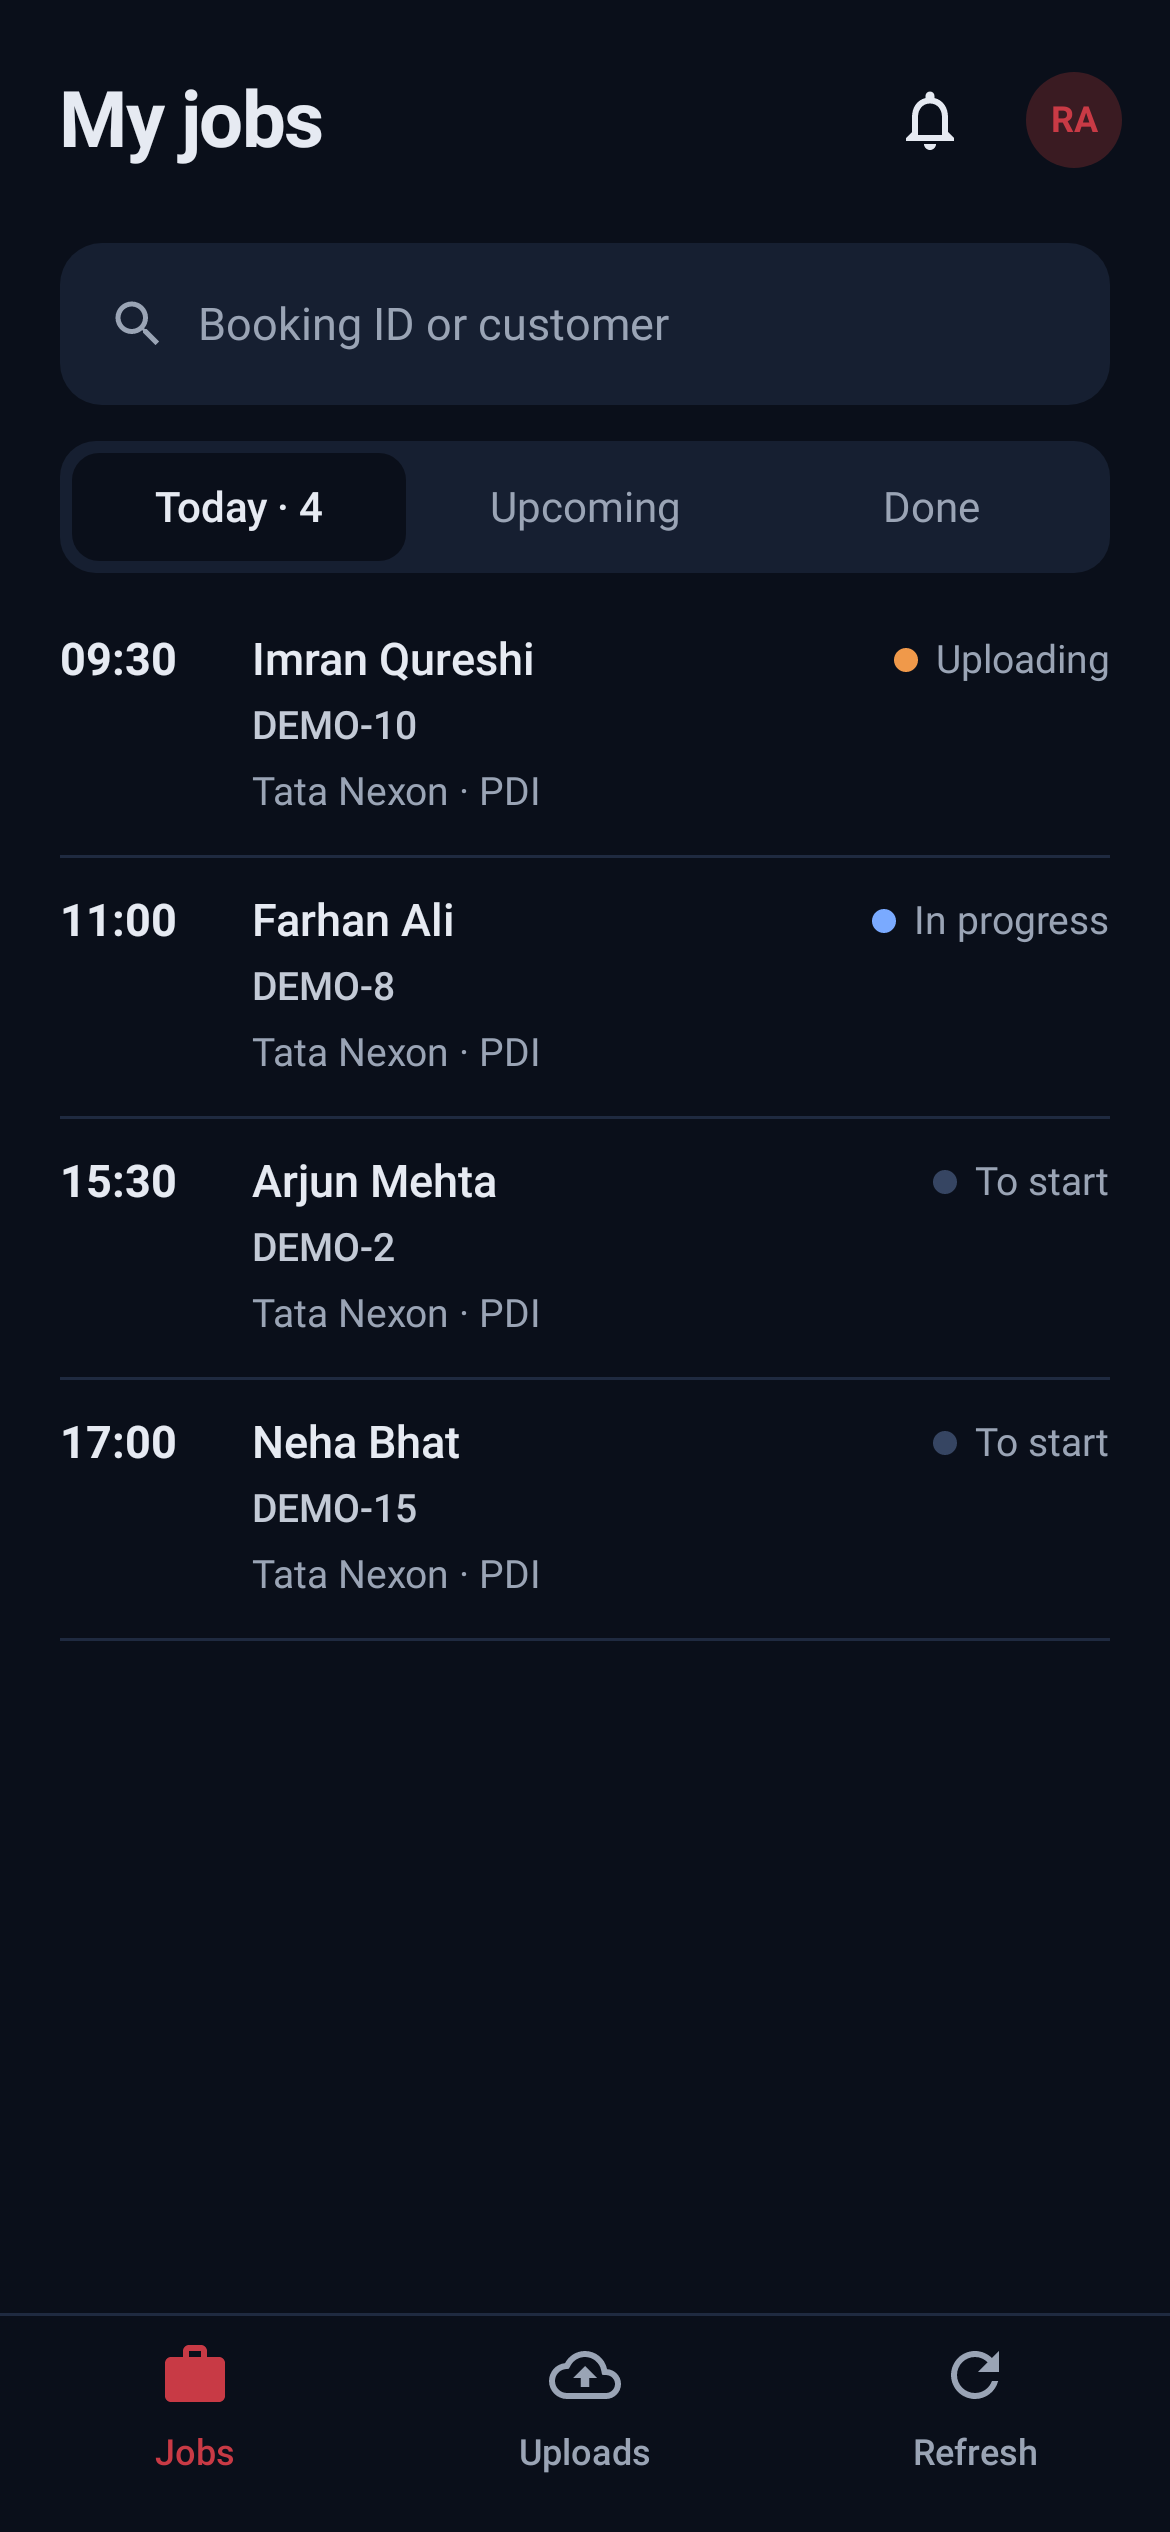 My jobs
RA
Booking ID or customer
Today · 4
Upcoming
Done
09:30
Imran Qureshi
Uploading
DEMO-10
Tata Nexon · PDI
11:00
Farhan Ali
In progress
DEMO-8
Tata Nexon · PDI
15:30
Arjun Mehta
To start
DEMO-2
Tata Nexon · PDI
17:00
Neha Bhat
To start
DEMO-15
Tata Nexon · PDI
Jobs
Uploads
Refresh